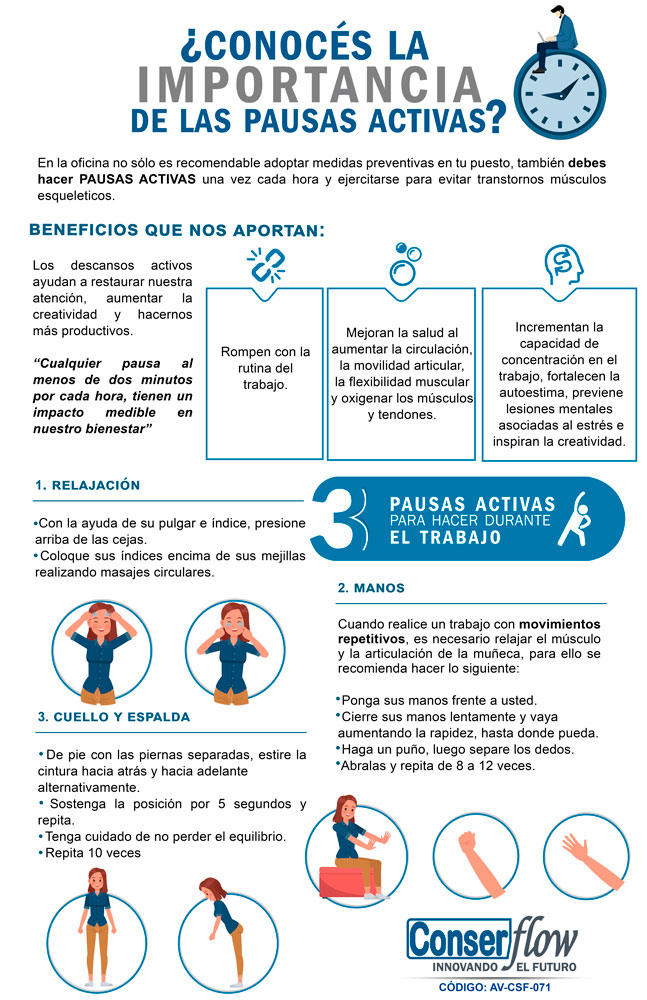 ¿CONOCÉS LA
IMPORTANCIA
DE LAS PAUSAS ACTIVAS?
En la oficina no sólo es recomendable adoptar medidas preventivas en tu puesto, también debes
hacer PAUSAS ACTIVAS una vez cada hora y ejercitarse para evitar transtornos músculos
esqueleticos.
BENEFICIOS QUE NOS APORTAN:
Los descansos activos
ayudan a restaurar nuestra
atención, aumentar la
creatividad y hacernos
más productivos.
“Cualquier pausa al
menos de dos minutos
por cada hora, tienen un
impacto medible en
nuestro bienestar”
Rompen con la
rutina del
trabajo.
Mejoran la salud al
aumentar la circulación,
la movilidad articular,
la flexibilidad muscular
y oxigenar los músculos
y tendones.
Incrementan la
capacidad de
concentración en el
trabajo, fortalecen la
autoestima, previene
lesiones mentales
asociadas al estrés e
inspiran la creatividad.
3 PAUSAS ACTIVAS
PARA HACER DURANTE
EL TRABAJO
1. RELAJACIÓN
•Con la ayuda de su pulgar e índice, presione
arriba de las cejas.
•Coloque sus índices encima de sus mejillas
realizando masajes circulares.
2. MANOS
Cuando realice un trabajo con movimientos
repetitivos, es necesario relajar el músculo
y la articulación de la muñeca, para ello se
recomienda hacer lo siguiente:
•Ponga sus manos frente a usted.
•Cierre sus manos lentamente y vaya
aumentando la rapidez, hasta donde pueda.
•Haga un puño, luego separe los dedos.
•Abralas y repita de 8 a 12 veces.
3. CUELLO Y ESPALDA
• De pie con las piernas separadas, estire la
cintura hacia atrás y hacia adelante
alternativamente.
• Sostenga la posición por 5 segundos y
repita.
•Tenga cuidado de no perder el equilibrio.
•Repita 10 veces
Conserflow
INNOVANDO EL FUTURO
CÓDIGO: AV-CSF-071